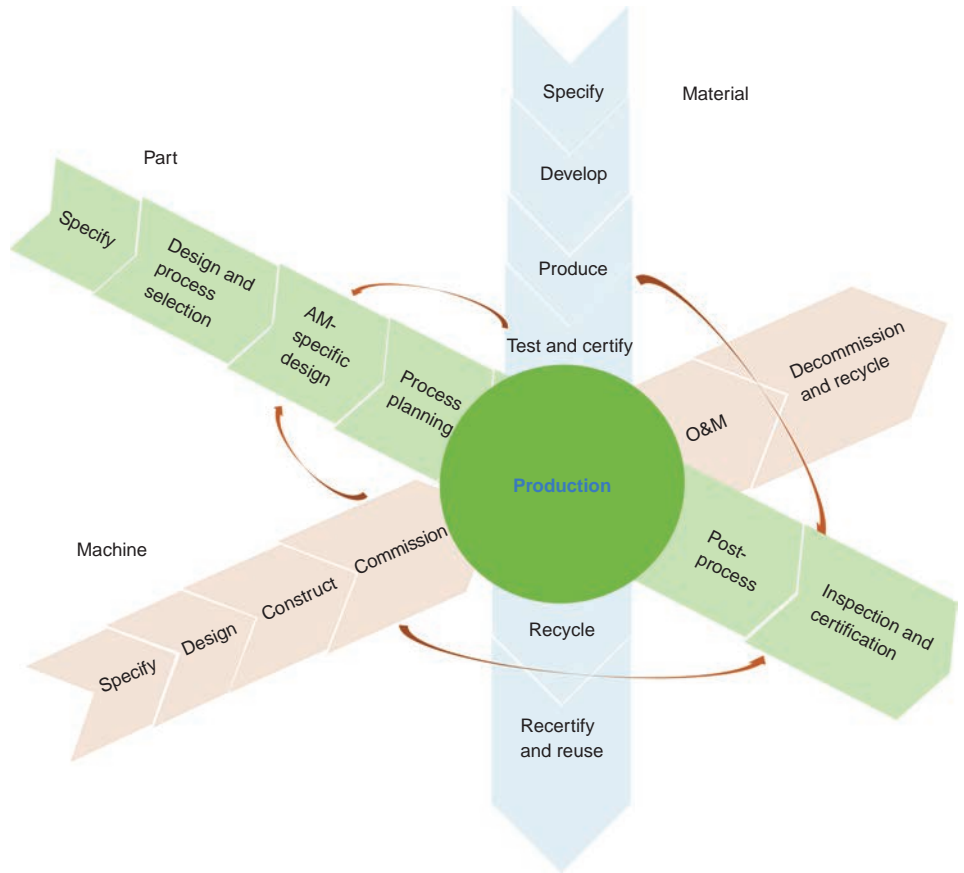 Specify
Material
Develop
Produce
Test and certify
Part
Specify
Design and
process
selection
AM-
specific
design
Process
planning
Production
Machine
Specify
Design
Construct
Commission
O&M
Decommission
and recycle
Post-
process
Inspection and
certification
Recycle
Recertify
and reuse